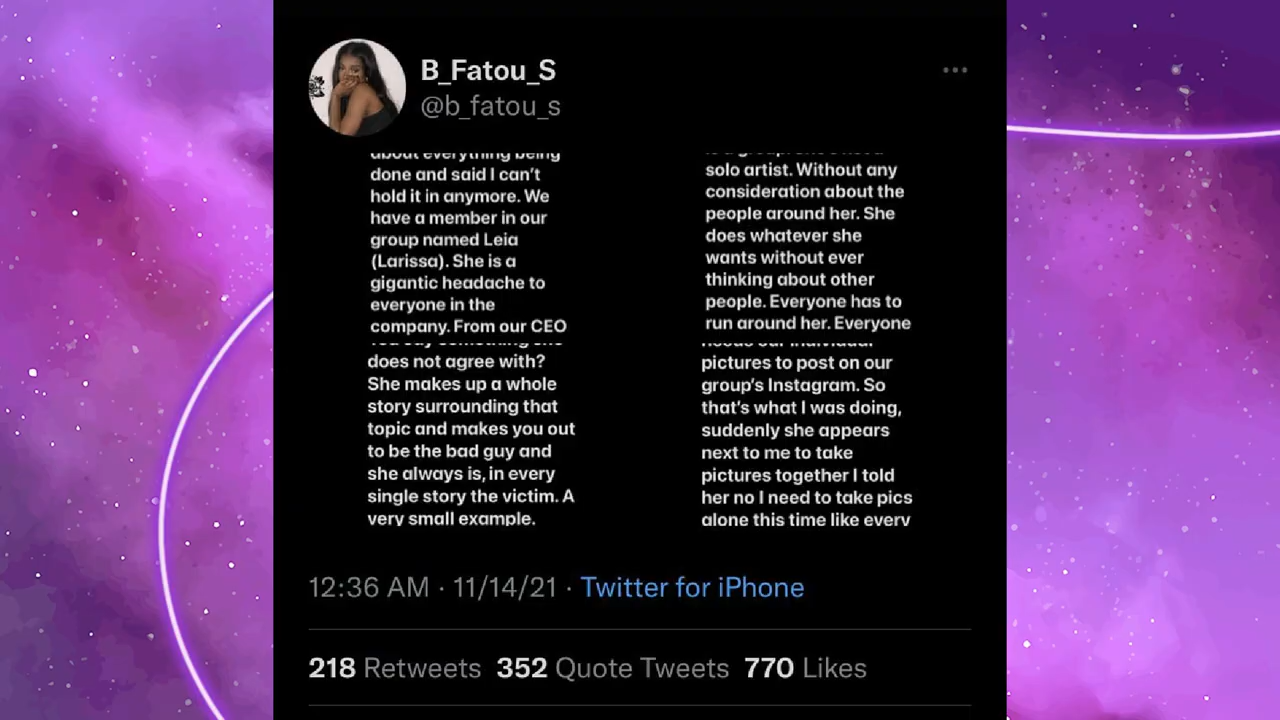 B_Fatou_S
@b_fatou_s
about everything being
done and said I can't
hold it in anymore. We
have a member in our
group named Leia
(Larissa). She is a
gigantic headache to
everyone in the
company. From our CEO
solo artist. Without any
consideration about the
people around her. She
does whatever she
wants without ever
thinking about other
people. Everyone has to
run around her. Everyone
does not agree with?
She makes up a whole
story surrounding that
topic and makes you out
to be the bad guy and
she always is, in every
single story the victim. A
very small example.
pictures to post on our
group's Instagram. So
that's what I was doing,
suddenly she appears
next to me to take
pictures together I told
her no I need to take pics
alone this time like every
12:36 AM · 11/14/21 · Twitter for iPhone
218 Retweets 352 Quote Tweets 770 Likes